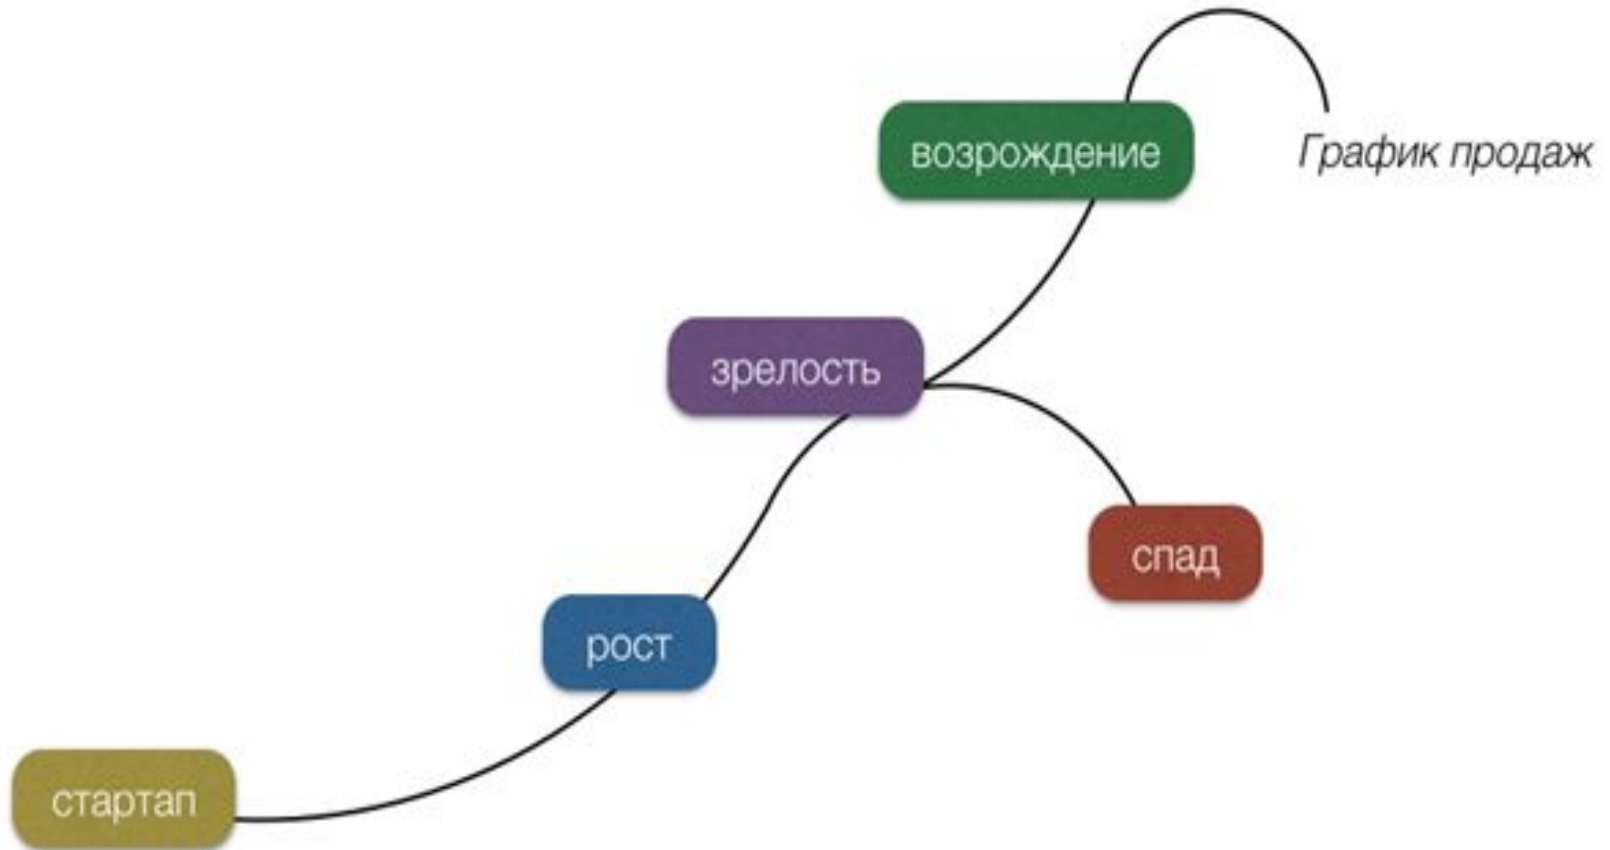 возрождение
График продаж
зрелость
спад
рост
стартап